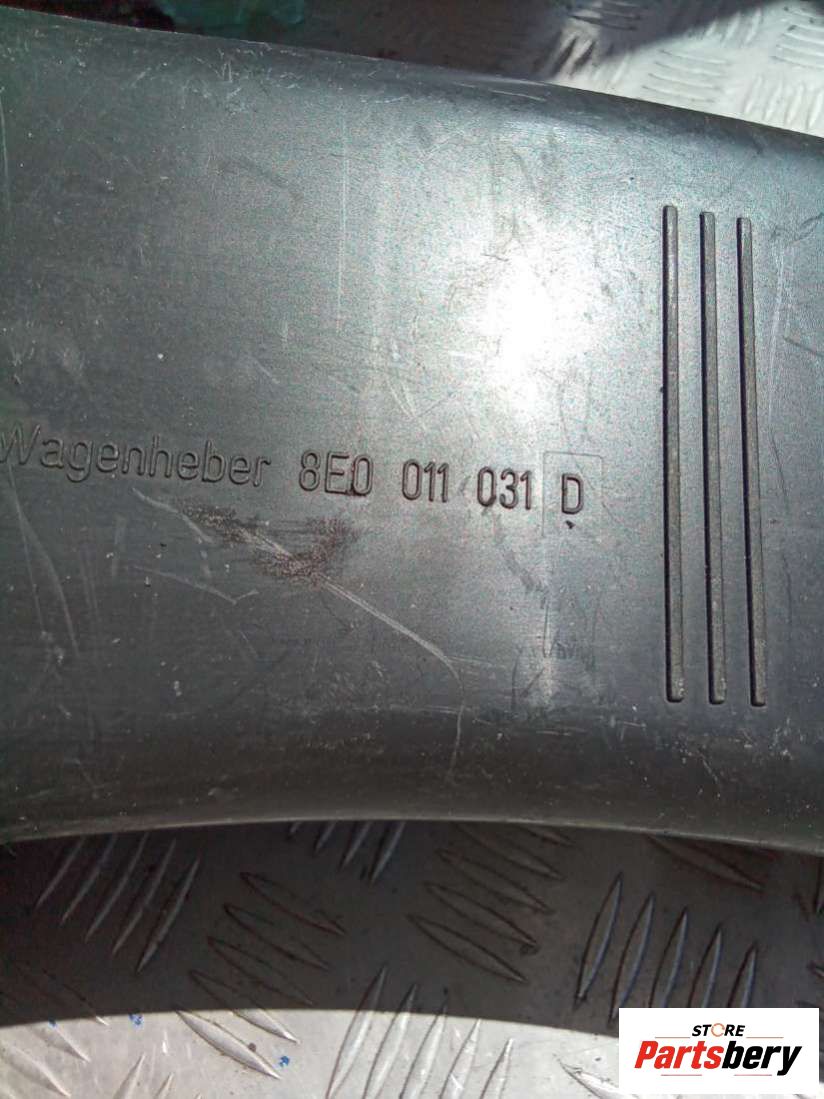 Wagenheber 8E0 011 031 D
STORE
Partsbery